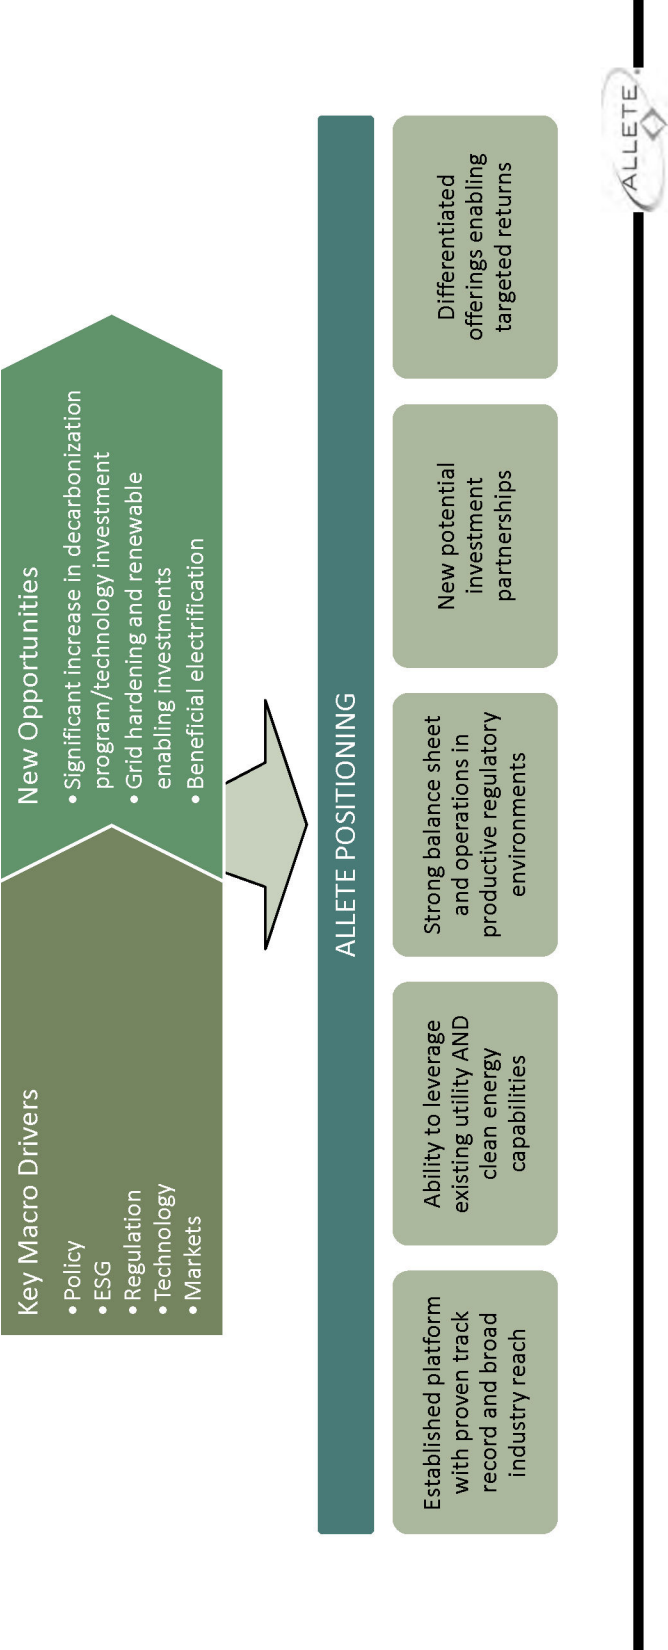 Key Macro Drivers
• Policy
• ESG
• Regulation
• Technology
• Markets
New Opportunities
• Significant increase in decarbonization
program/technology investment
• Grid hardening and renewable
enabling investments
• Beneficial electrification
ALLETE POSITIONING
Established platform
with proven track
record and broad
industry reach
Ability to leverage
existing utility AND
clean energy
capabilities
Strong balance sheet
and operations in
productive regulatory
environments
New potential
investment
partnerships
Differentiated
offerings enabling
targeted returns
ALLETE